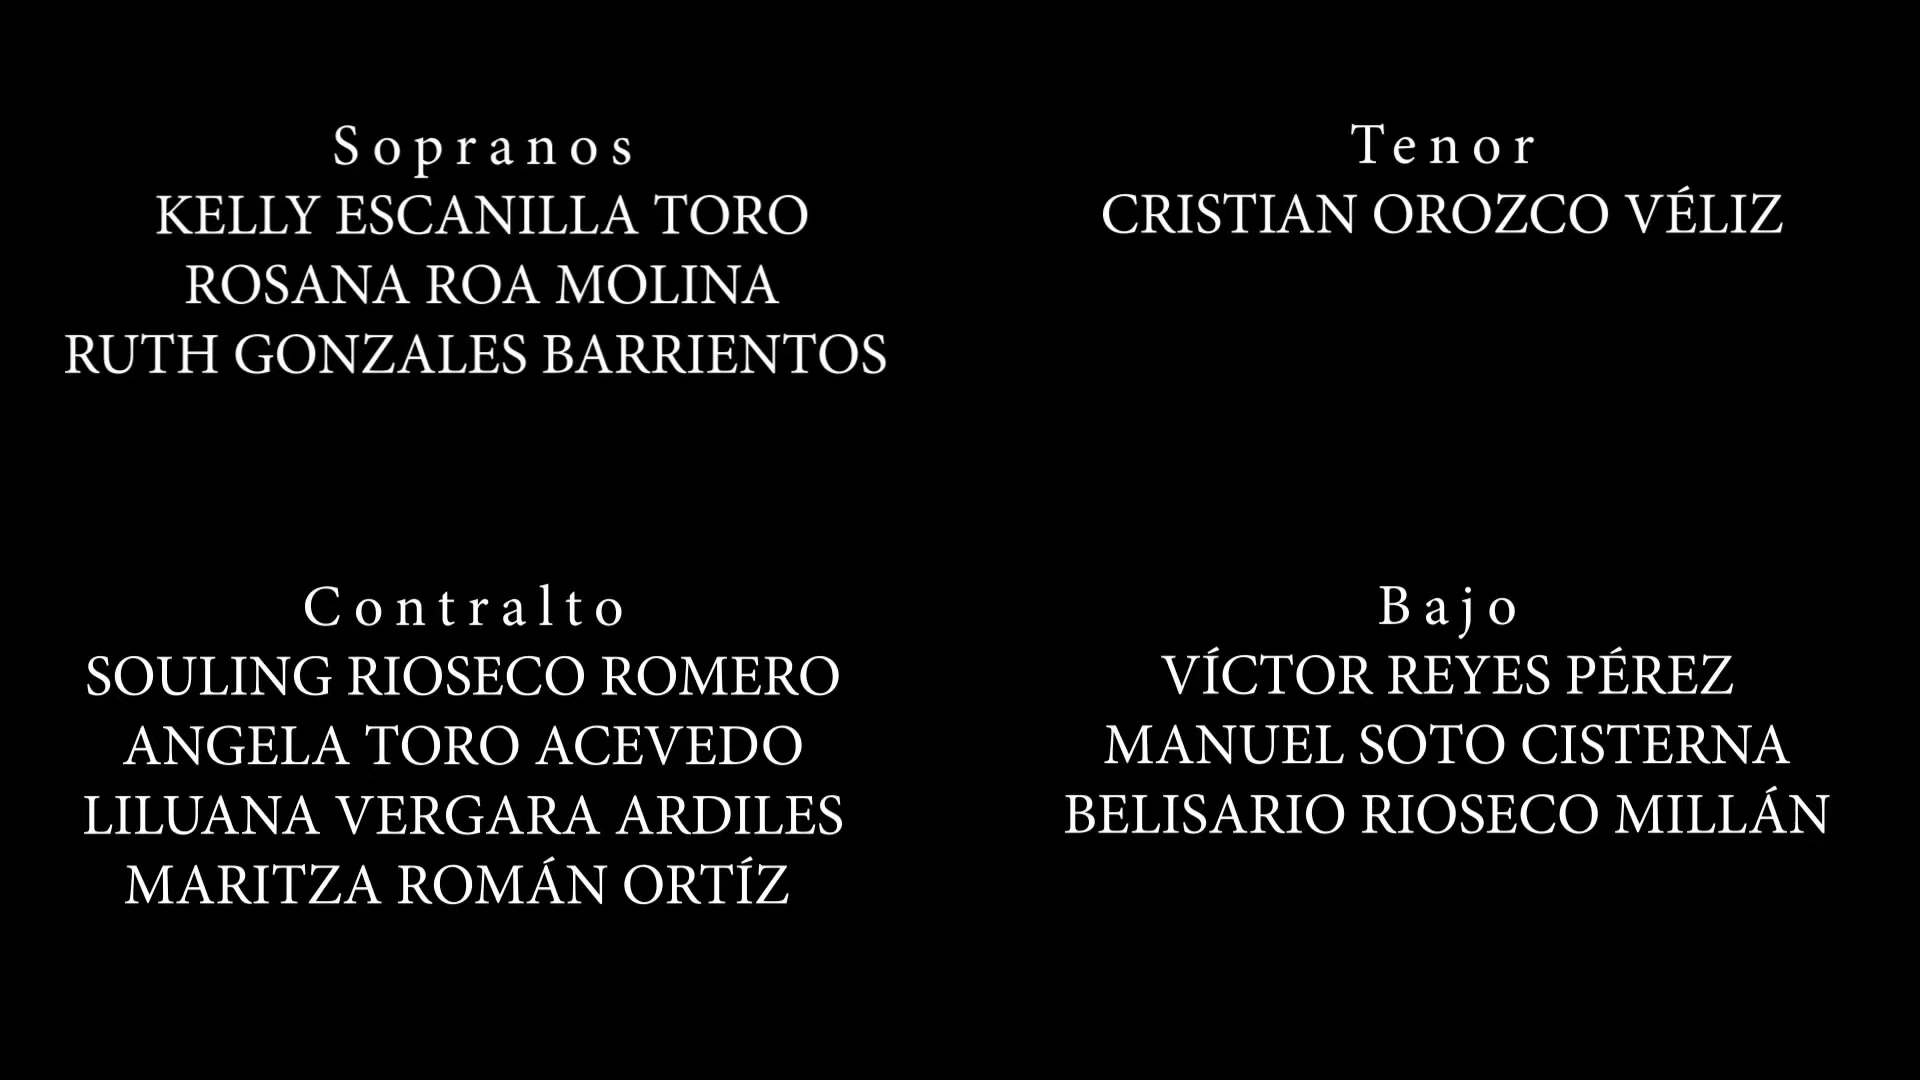 Sopranos
KELLY ESCANILLA TORO
ROSANA ROA MOLINA
RUTH GONZALES BARRIENTOS
Tenor
CRISTIAN OROZCO VÉLIZ
Contralto
SOULING RIOSECO ROMERO
ANGELA TORO ACEVEDO
LILUANA VERGARA ARDILES
MARITZA ROMÁN ORTÍZ
Bajo
VÍCTOR REYES PÉREZ
MANUEL SOTO CISTERNA
BELISARIO RIOSECO MILLÁN